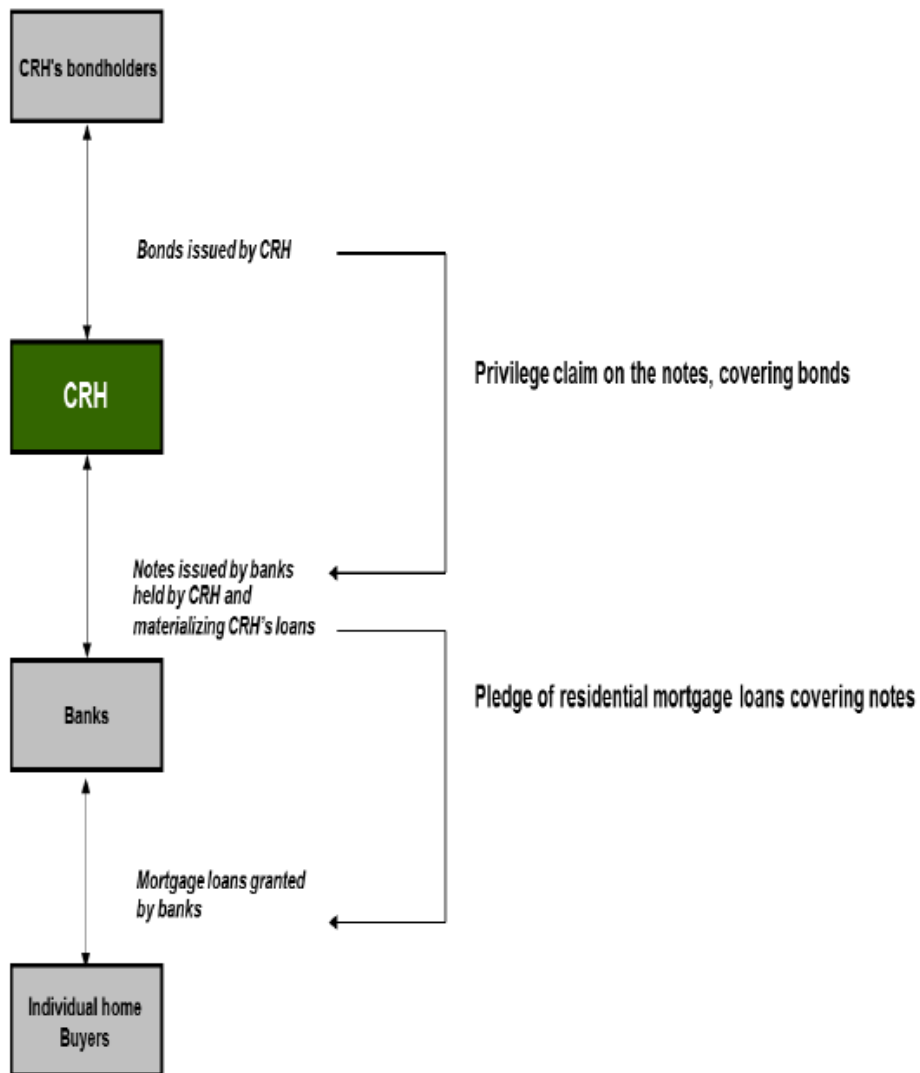 CRH's bondholders
Bonds issued by CRH
Privilege claim on the notes, covering bonds
CRH
Notes issued by banks
held by CRH and
materializing CRH's loans
Pledge of residential mortgage loans covering notes
Banks
Mortgage loans granted
by banks
Individual home
Buyers